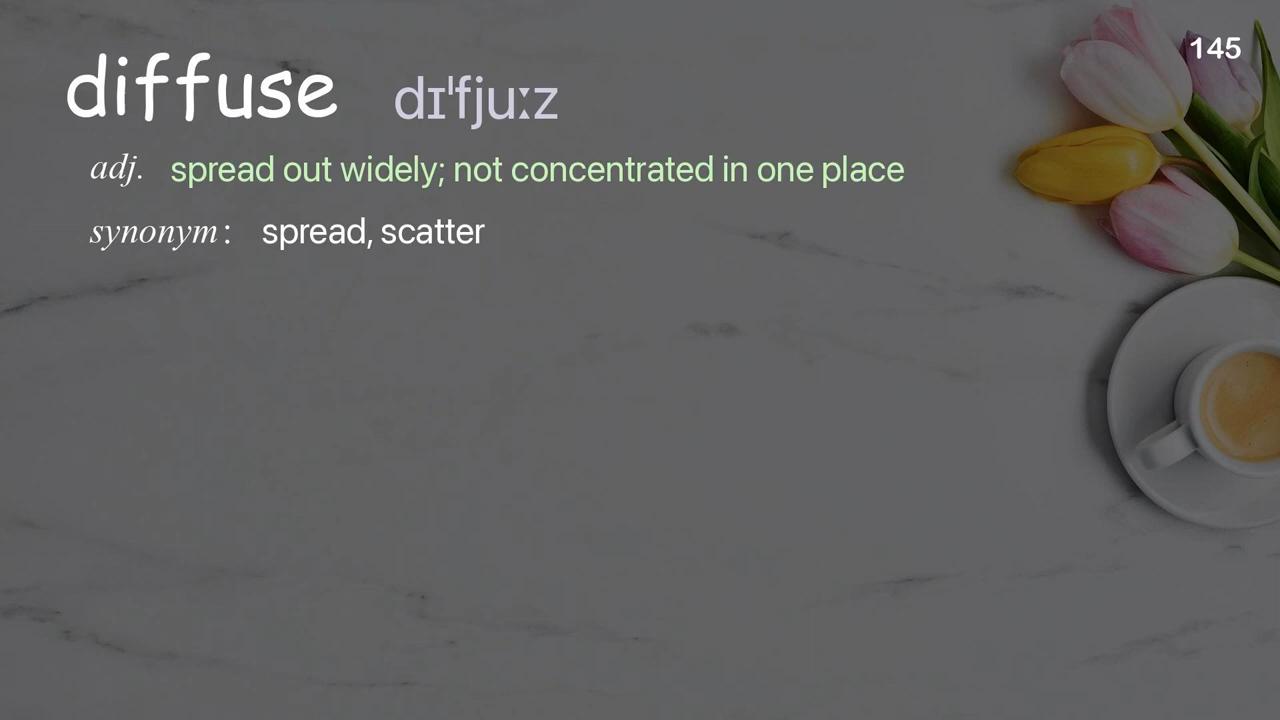 145
diffuse dɪˈfjuːz
adj. spread out widely; not concentrated in one place
synonym: spread, scatter